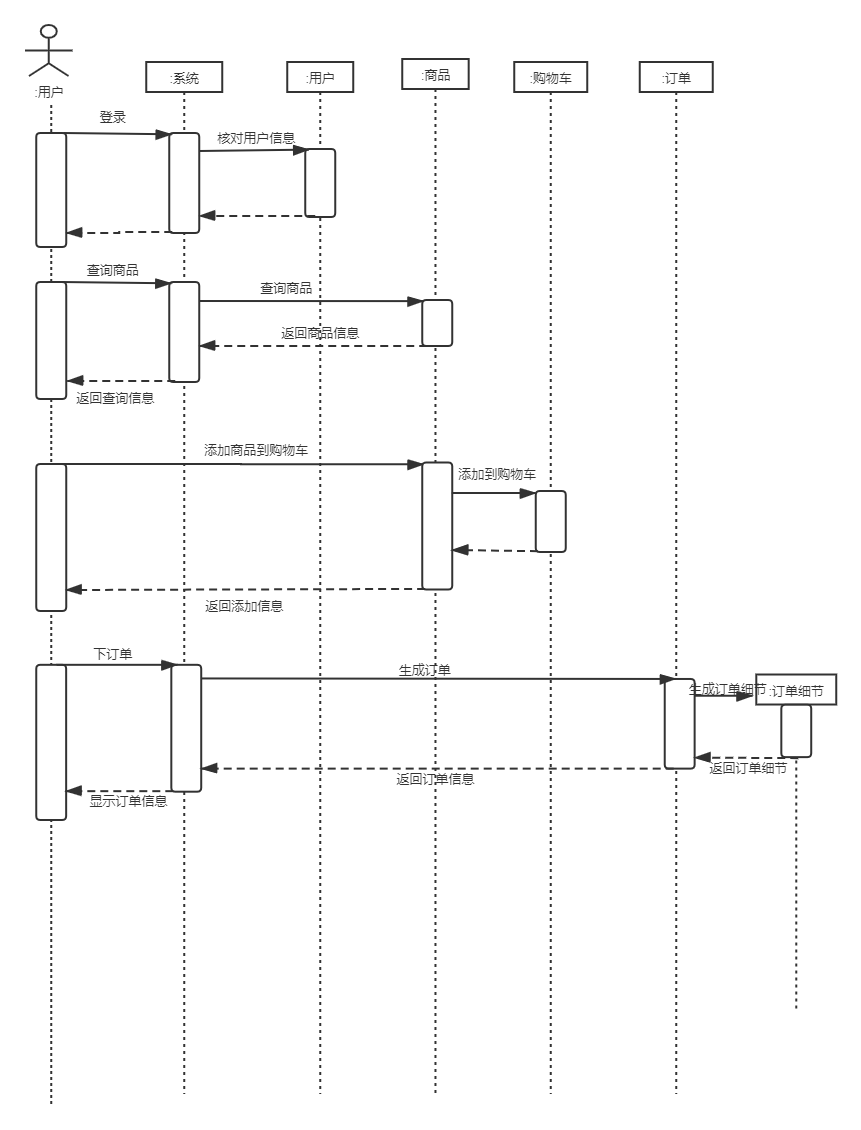 :用户
:系统
:用户
:商品
:购物车
:订单
登录
核对用户信息
查询商品
查询商品
返回商品信息
返回查询信息
添加商品到购物车
添加到购物车
返回添加信息
下订单
生成订单
生成订单细节
:订单细节
返回订单细节
返回订单信息
显示订单信息